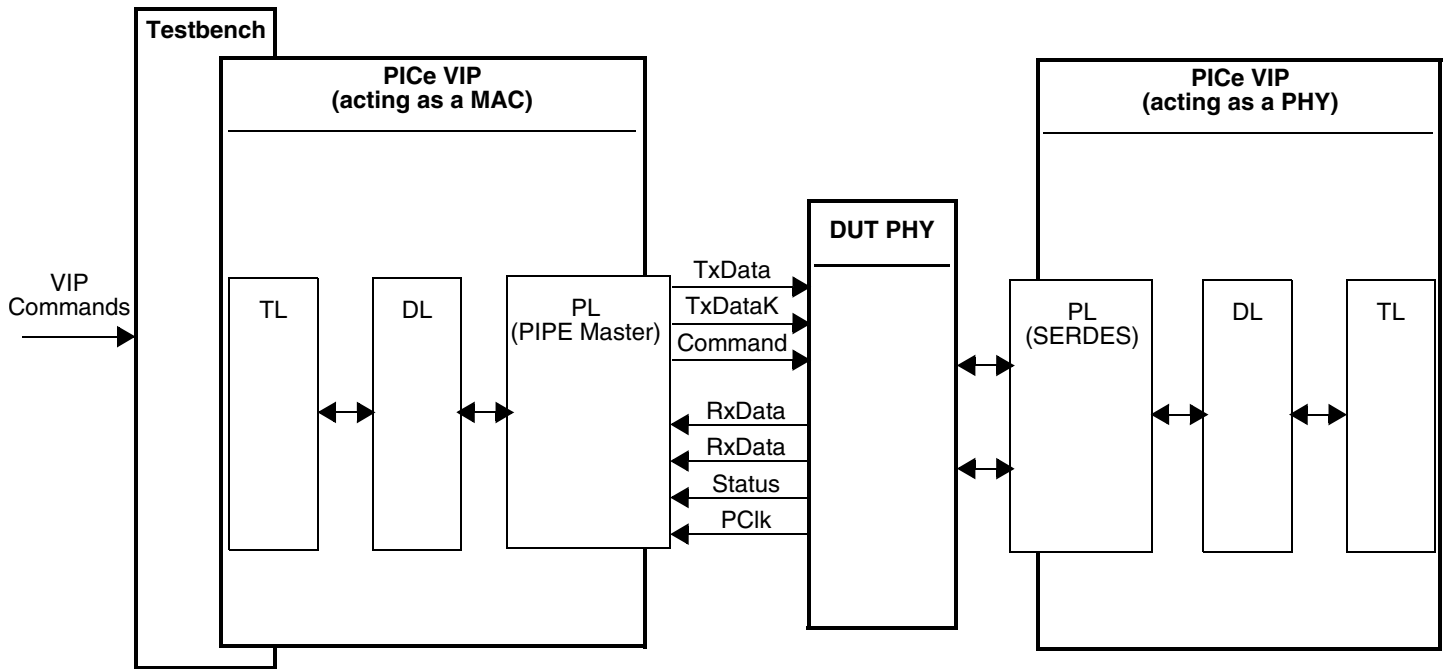 Testbench
PICe VIP
(acting as a MAC)
PICe VIP
(acting as a PHY)
DUT PHY
VIP
Commands
TL
DL
PL
(PIPE Master)
TxData
TxDataK
Command
RxData
RxData
Status
PClk
PL
(SERDES)
DL
TL